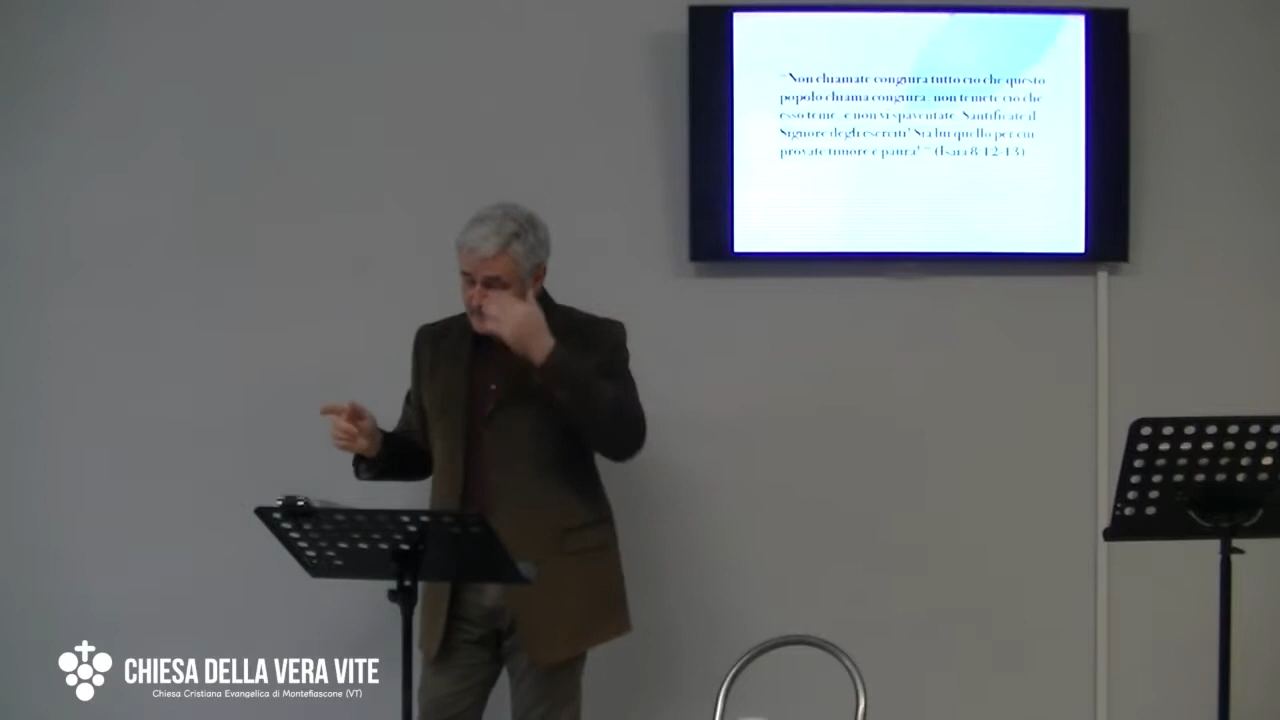 "Non chiamate congiura tutto ciò che questo
popolo chiama congiura; non temete ciò che
esso teme, e non vi spaventate. Santificate il
Signore degli eserciti! Sia lui quello per cui
provate timore e paura!" (Isaia 8:12-13)
CHIESA DELLA VERA VITE
Chiesa Cristiana Evangelica di Montefiascone (VT)